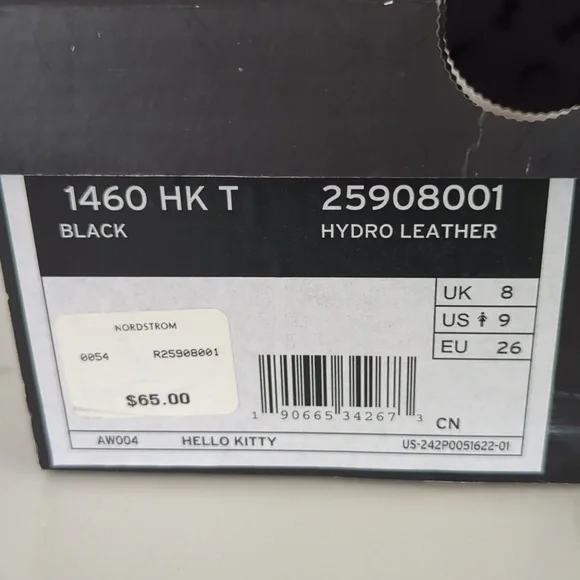 1460 HK T 25908001
BLACK HYDRO LEATHER
UK 8
US 9
EU 26
NORDSTROM
0054 R25908001
$65.00
1 90665 34267 3
CN
AW004 HELLO KITTY US-242P0051622-01